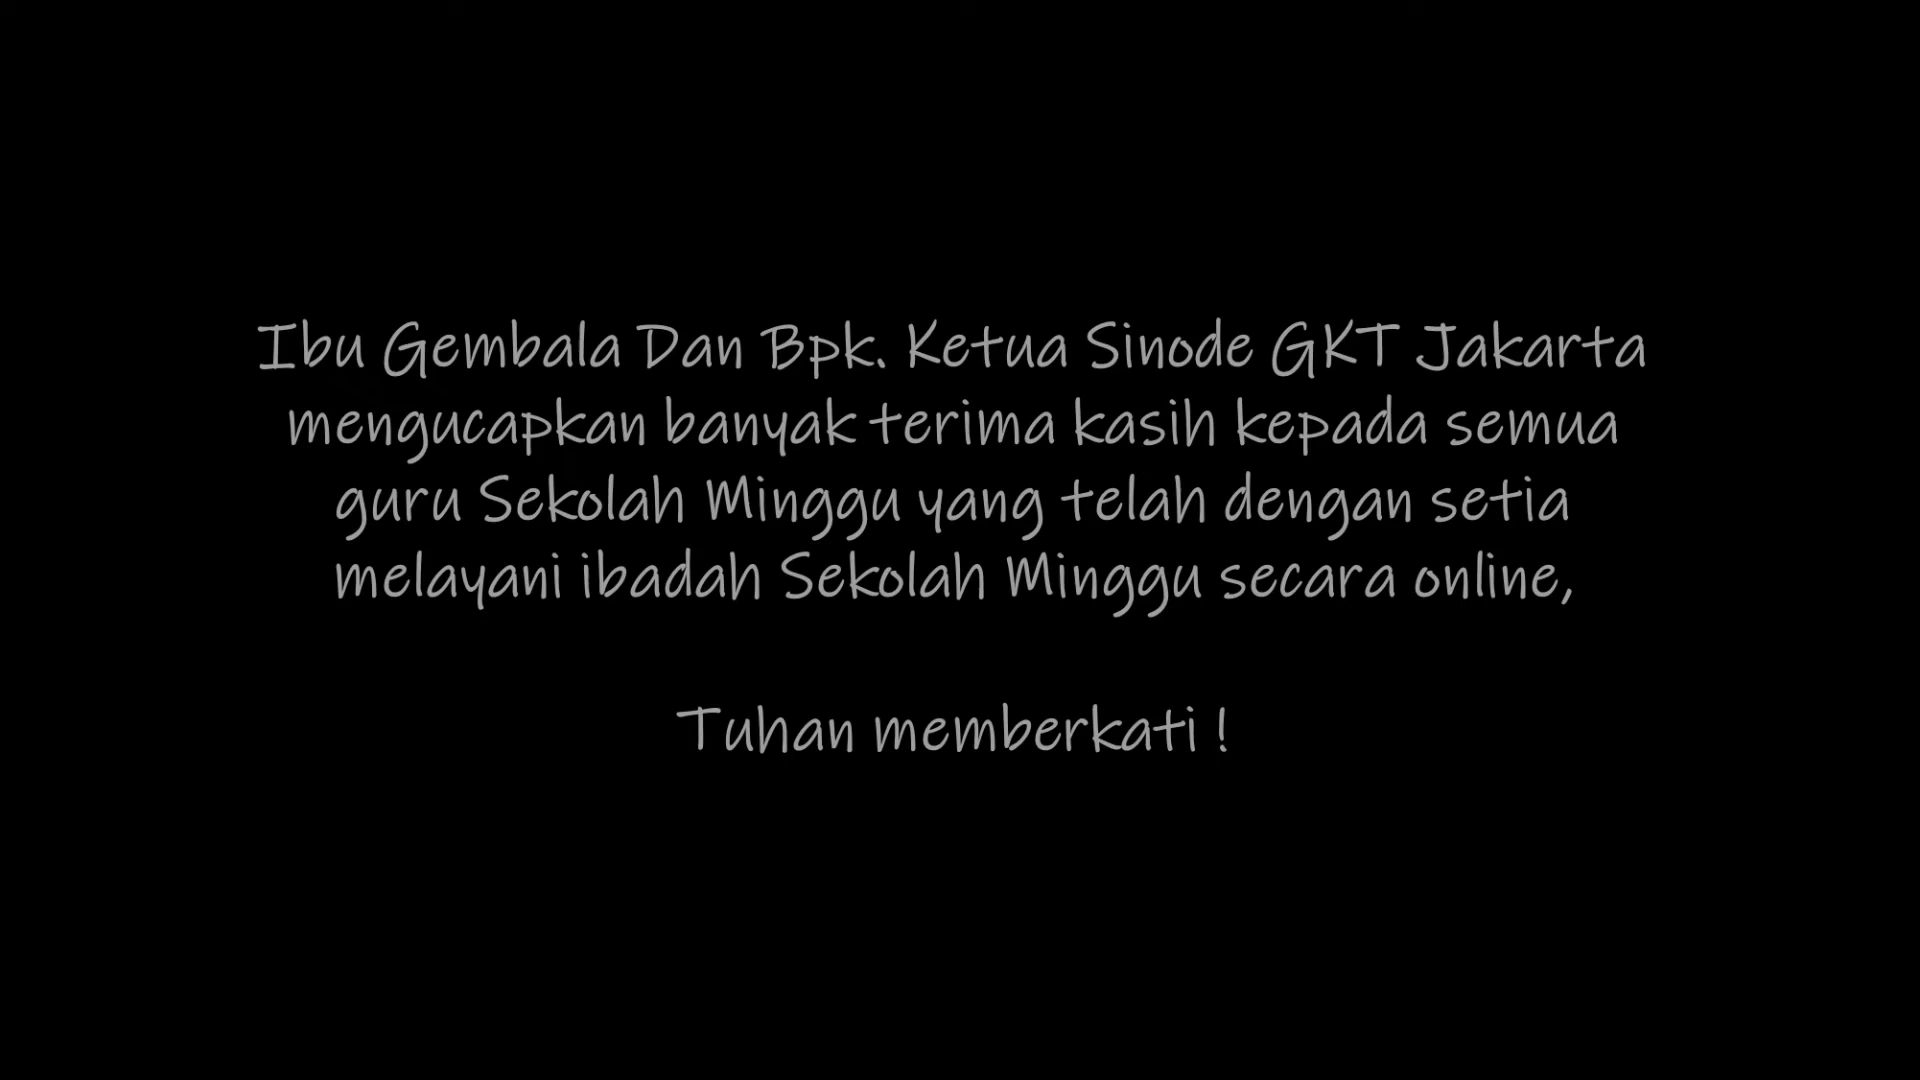 Ibu Gembala Dan Bpk. Ketua Sinode GKT Jakarta
mengucapkan banyak terima kasih kepada semua
guru Sekolah Minggu yang telah dengan setia
melayani ibadah Sekolah Minggu secara online,
Tuhan memberkati !